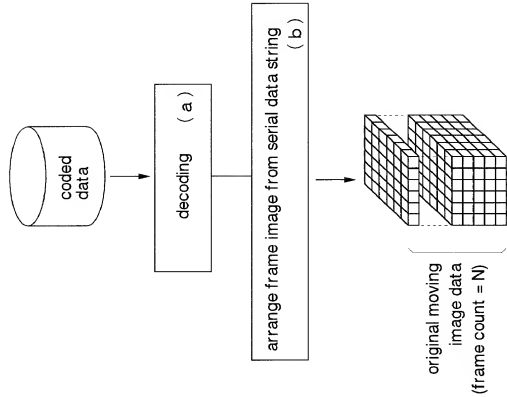 coded
data
decoding
( a )
arrange frame image from serial data string
( b )
original moving
image data
(frame count = N)